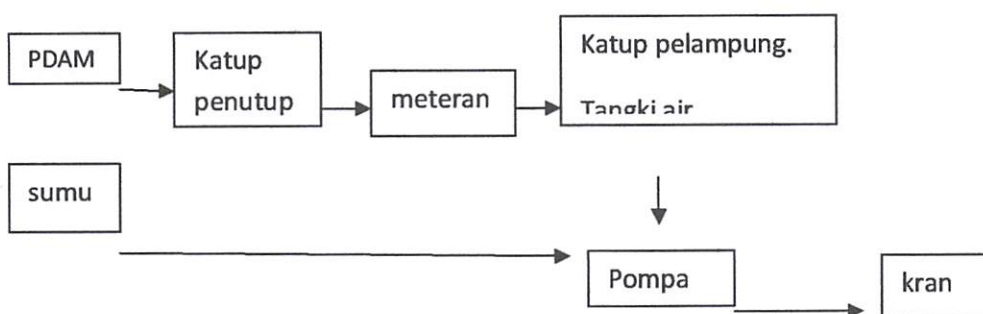 PDAM
Katup
penutup
meteran
Katup pelampung.
Tangki air
sumu
Pompa
kran